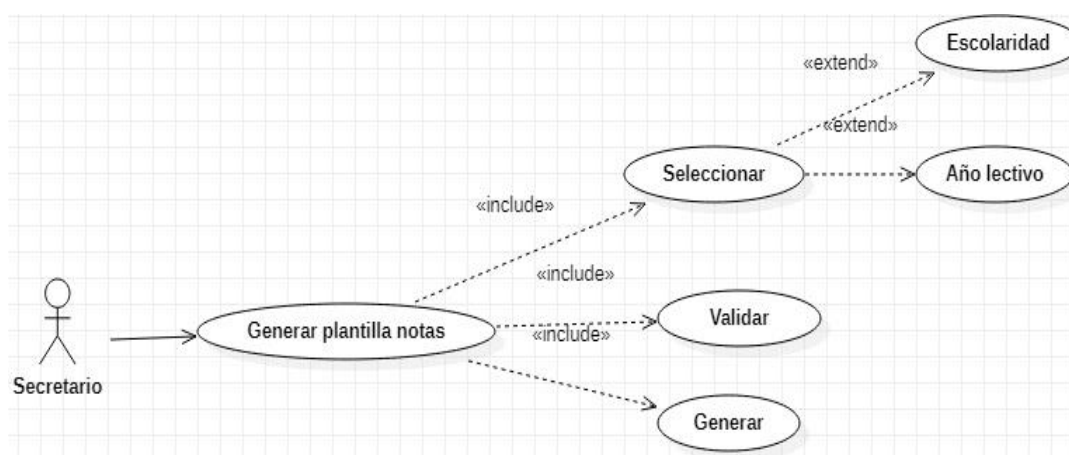 Escolaridad
«extend»
«extend»
Seleccionar
Año lectivo
«include»
«include»
Validar
Generar plantilla notas
«include»
Secretario
Generar